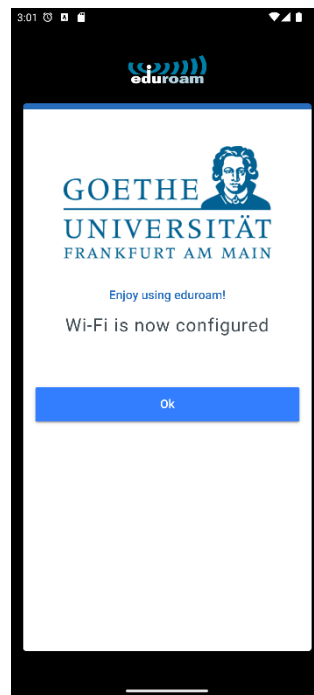 3:01
eduroam
GOETHE
UNIVERSITÄT
FRANKFURT AM MAIN
Enjoy using eduroam!
Wi-Fi is now configured
Ok